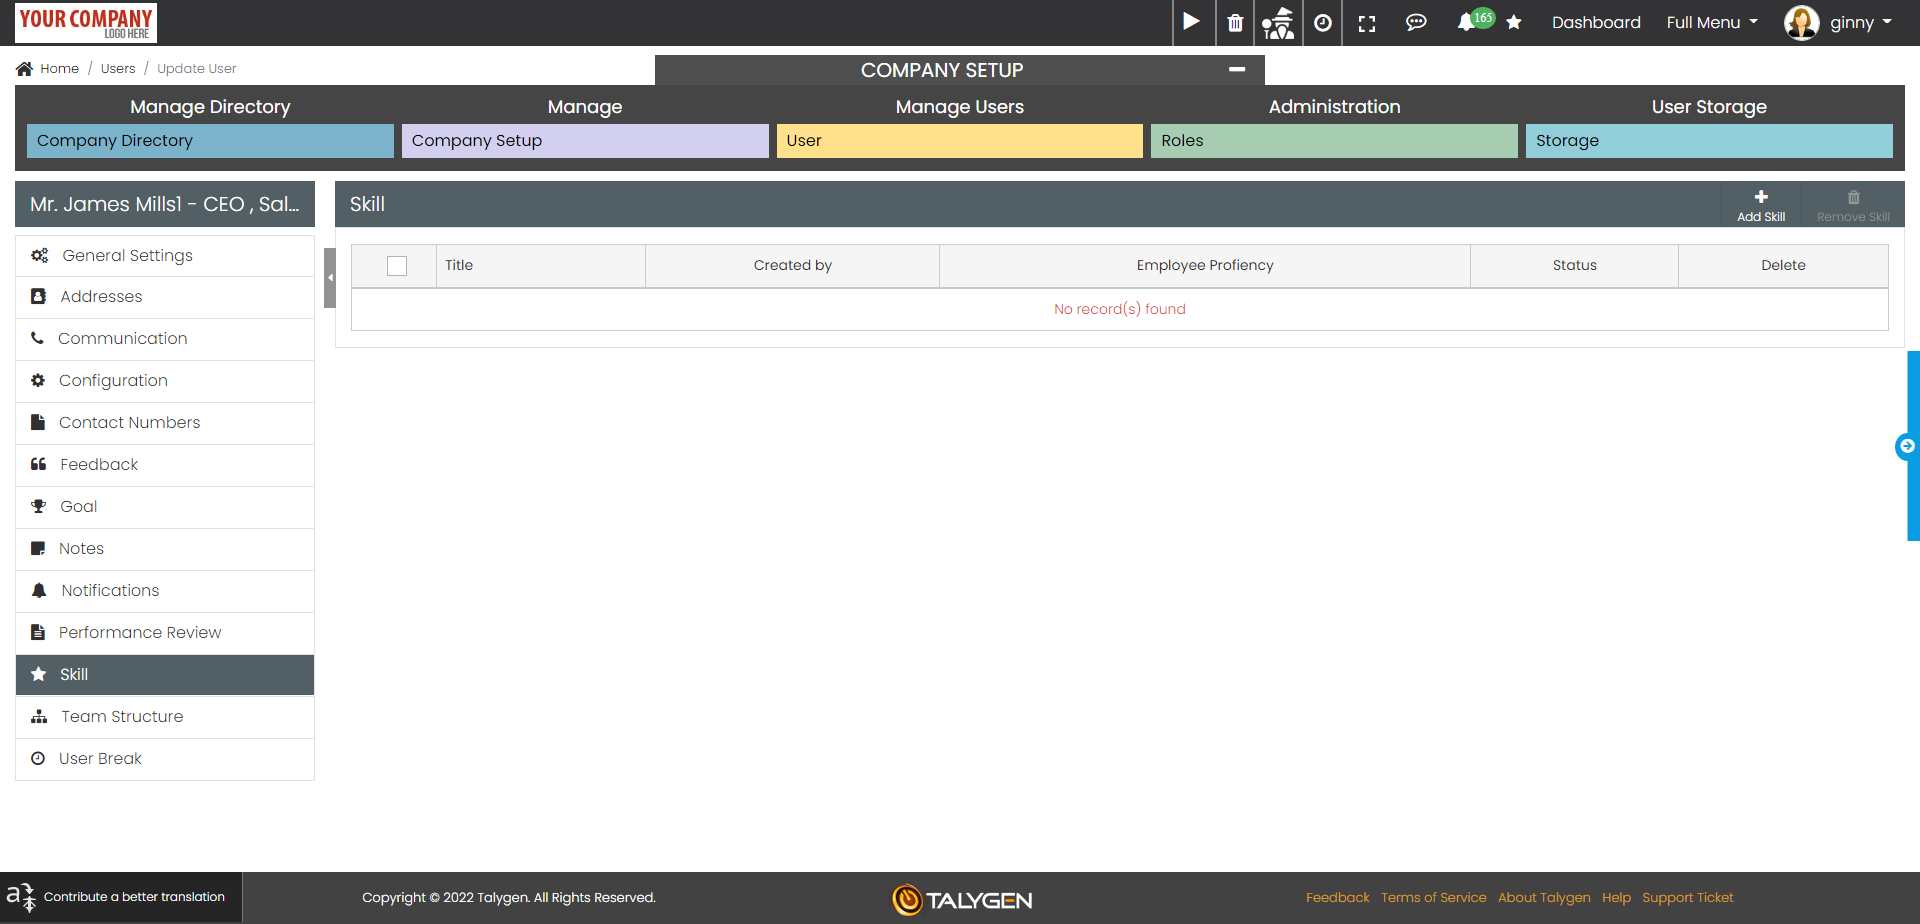 YOUR COMPANY
LOGO HERE
165
Dashboard
Full Menu
ginny
Home / Users / Update User
COMPANY SETUP
Manage Directory
Manage
Manage Users
Administration
User Storage
Company Directory
Company Setup
User
Roles
Storage
Mr. James Mills1 - CEO , Sal...
General Settings
Addresses
Communication
Configuration
Contact Numbers
Feedback
Goal
Notes
Notifications
Performance Review
Skill
Team Structure
User Break
Skill
Add Skill
Remove Skill
Title
Created by
Employee Profiency
Status
Delete
No record(s) found
Contribute a better translation
Copyright © 2022 Talygen. All Rights Reserved.
TALYGEN
Feedback
Terms of Service
About Talygen
Help
Support Ticket